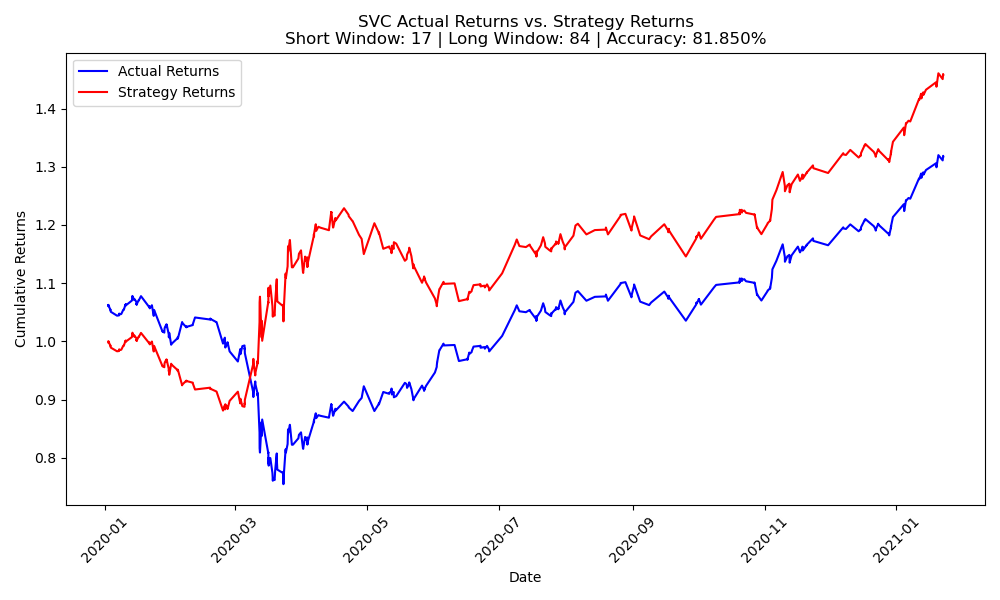 SVC Actual Returns vs. Strategy Returns
Short Window: 17 | Long Window: 84 | Accuracy: 81.850%
Actual Returns
Strategy Returns
Cumulative Returns
1.4
1.3
1.2
1.1
1.0
0.9
0.8
2020-01
2020-03
2020-05
2020-07
2020-09
2020-11
2021-01
Date